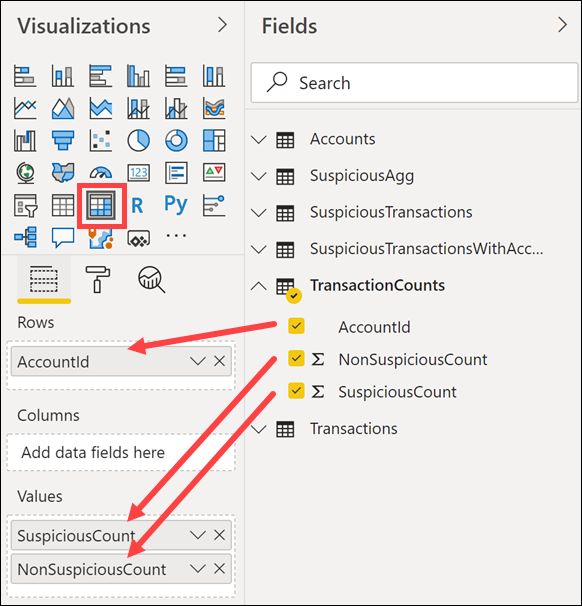 Visualizations
123
R
Py
...
Rows
AccountId
Columns
Add data fields here
Values
SuspiciousCount
NonSuspiciousCount
Fields
Search
Accounts
SuspiciousAgg
SuspiciousTransactions
SuspiciousTransactionsWithAcc...
TransactionCounts
AccountId
Σ NonSuspiciousCount
Σ SuspiciousCount
Transactions